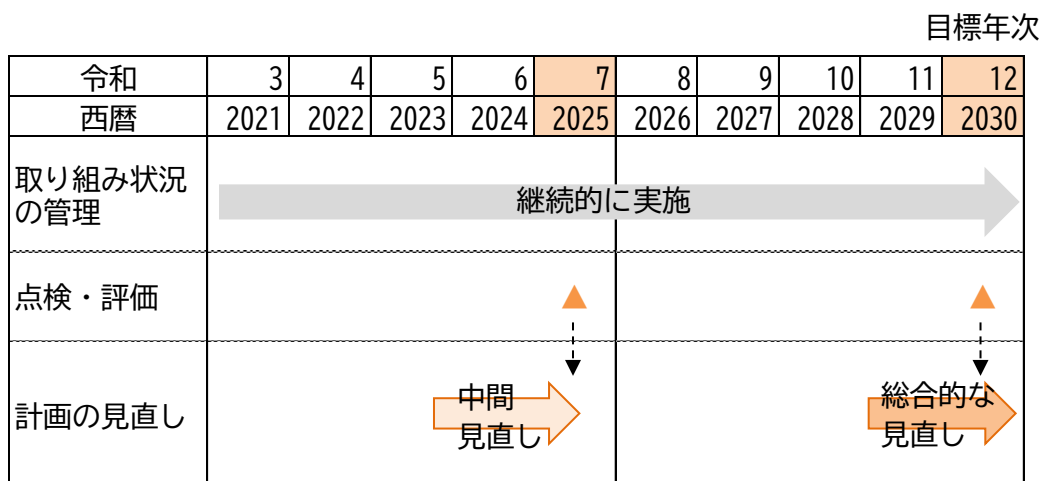 目標年次
令和 3 4 5 6 7 8 9 10 11 12
西暦 2021 2022 2023 2024 2025 2026 2027 2028 2029 2030
取り組み状況
の管理
継続的に実施
点検・評価
計画の見直し
中間
見直し
総合的な
見直し